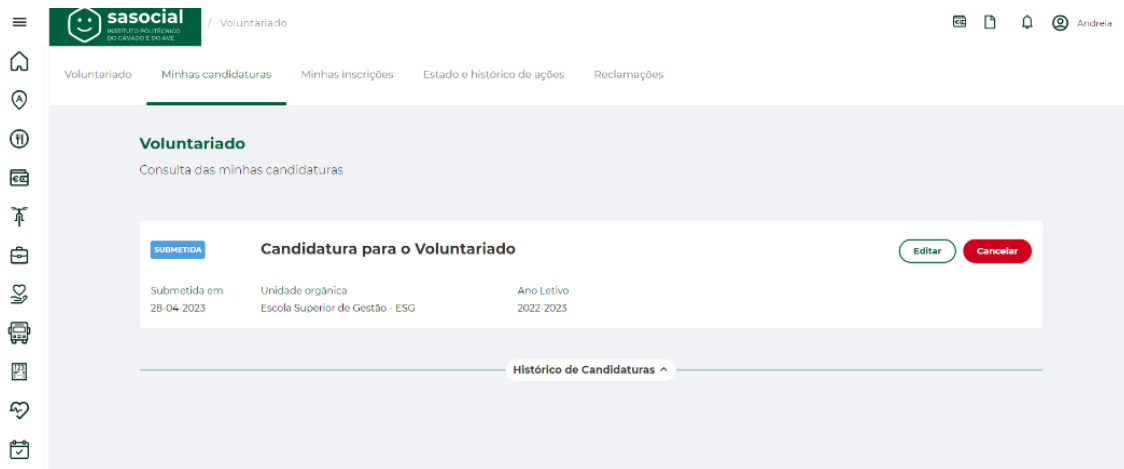 sasocial
INSTITUTO POLITÉCNICO
DO CÁVADO E DO AVE
/ Voluntariado
Andreia
Voluntariado Minhas candidaturas Minhas inscrições Estado e histórico de ações Reclamações
Voluntariado
Consulta das minhas candidaturas
SUBMETIDA Candidatura para o Voluntariado Editar Cancelar
Submetida em Unidade orgânica Ano Letivo
28-04-2023 Escola Superior de Gestão - ESG 2022-2023
Histórico de Candidaturas